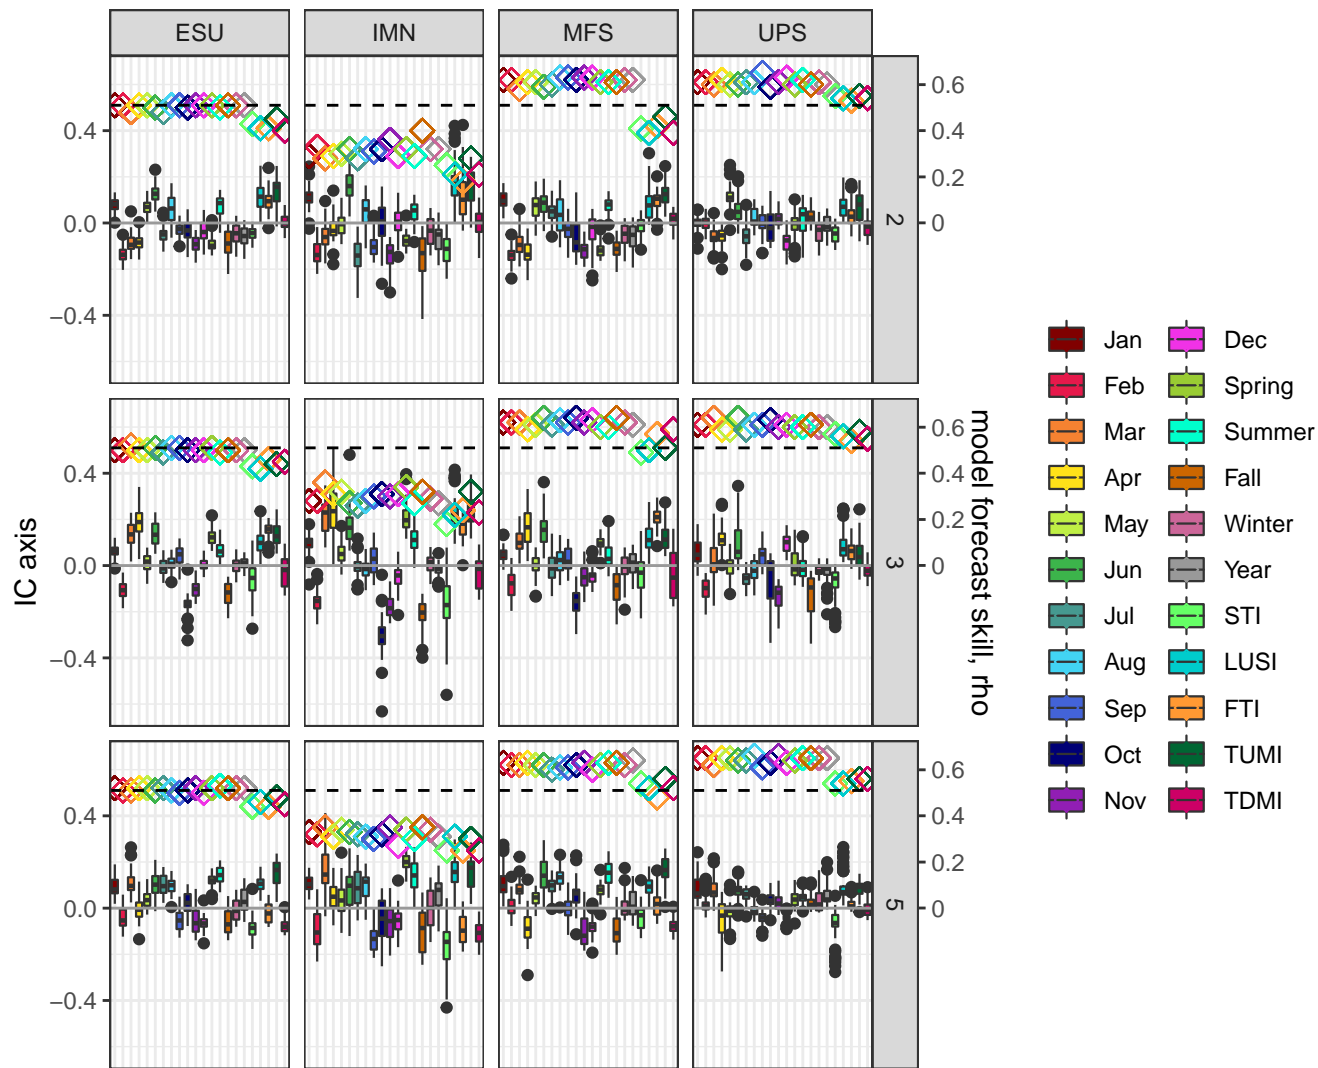 ESU IMN MFS UPS
0.4
0.0
−0.4
0.6
0.4
0.2
0
2
0.4
0.0
−0.4
0.6
0.4
0.2
0
3
0.4
0.0
−0.4
0.6
0.4
0.2
0
5
IC axis
model forecast skill, rho
Jan Dec
Feb Spring
Mar Summer
Apr Fall
May Winter
Jun Year
Jul STI
Aug LUSI
Sep FTI
Oct TUMI
Nov TDMI